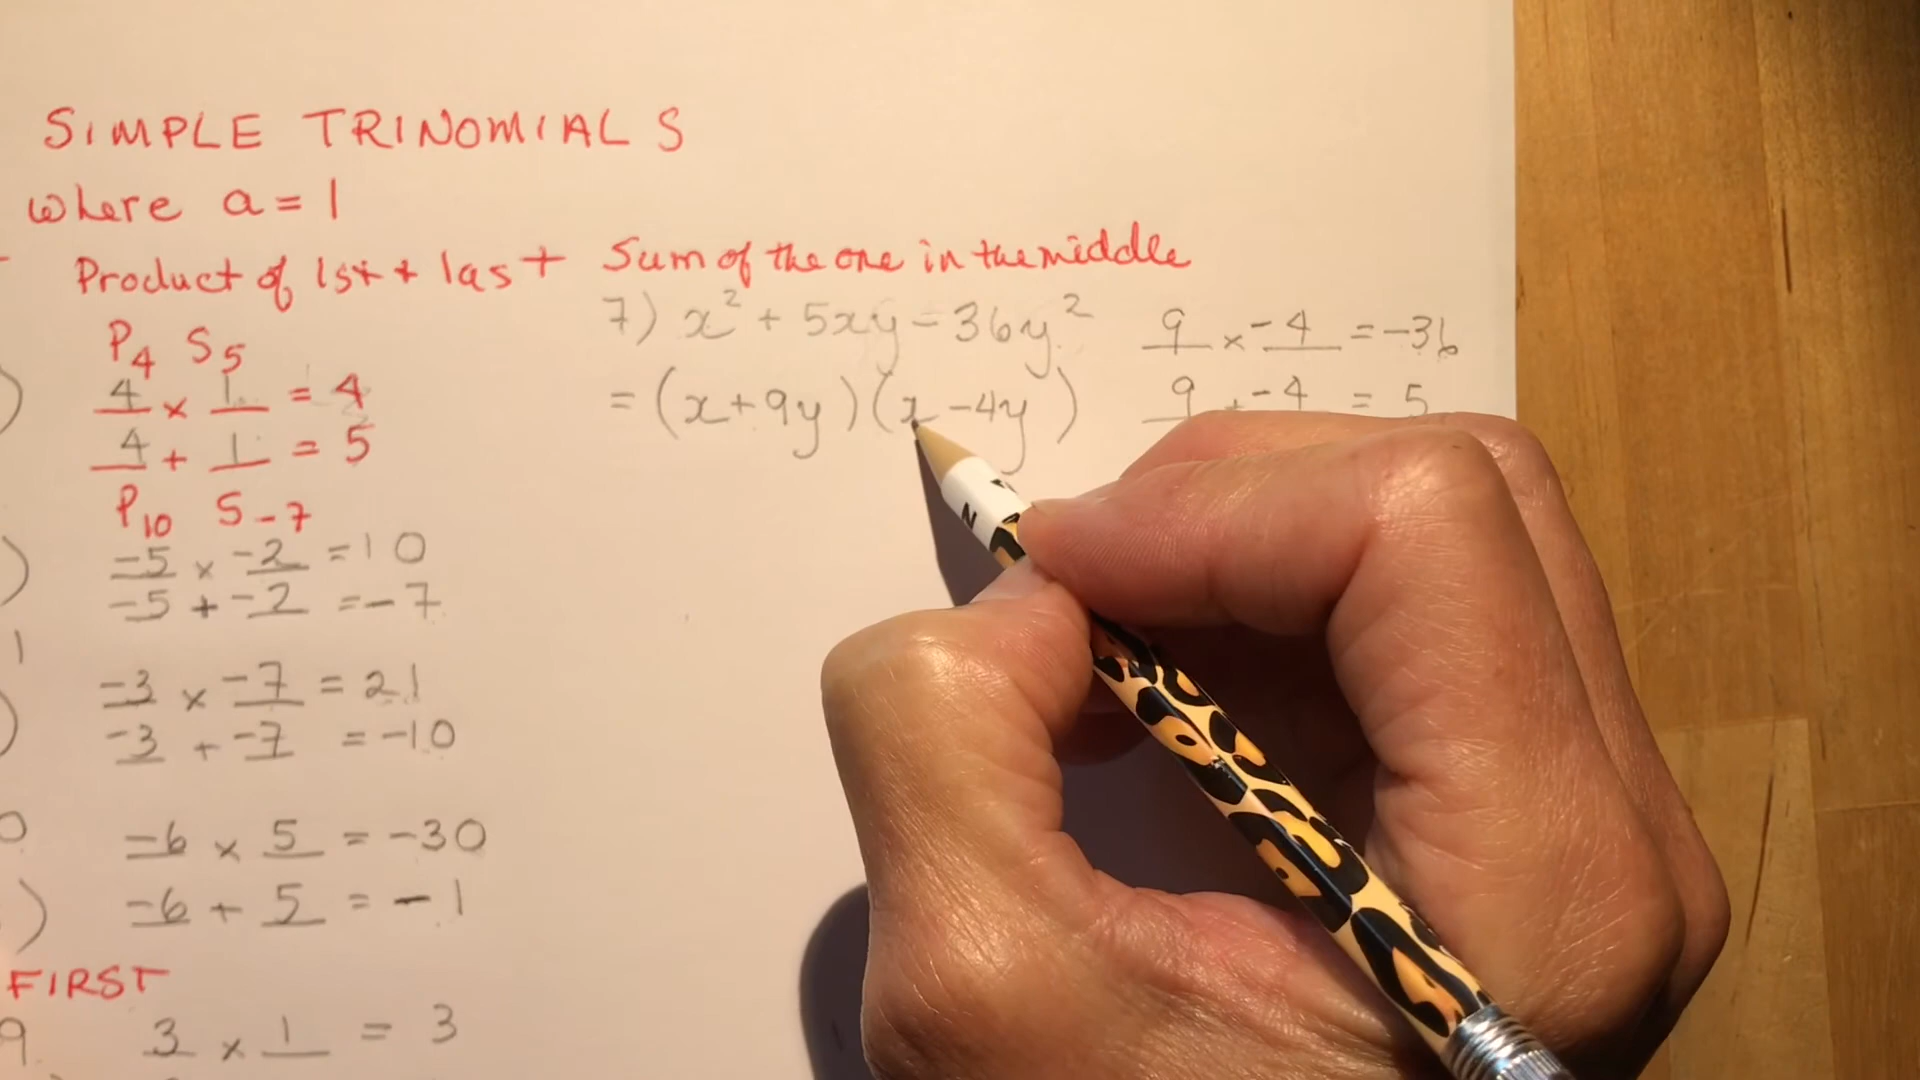 SIMPLE TRINOMIALS
where a = 1
Product of 1st + last + Sum of the one in the middle
P4 S5
4 x 1 = 4
4 + 1 = 5
P10 S-7
-5 x -2 = 10
-5 + -2 = -7
-3 x -7 = 21
-3 + -7 = -10
-6 x 5 = -30
-6 + 5 = -1
FIRST
3 x 1 = 3
7) x² + 5xy - 36y²
= (x + 9y)(x - 4y)
9 x -4 = -36
9 + -4 = 5
N